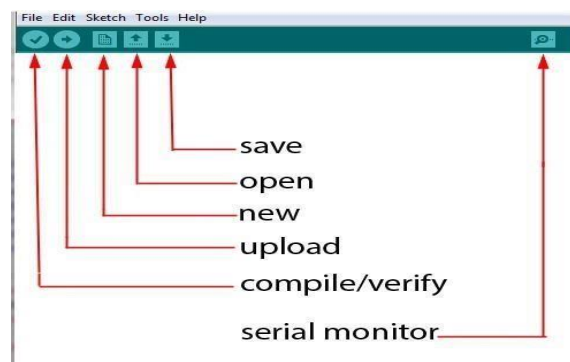 File Edit Sketch Tools Help
save
open
new
upload
compile/verify
serial monitor